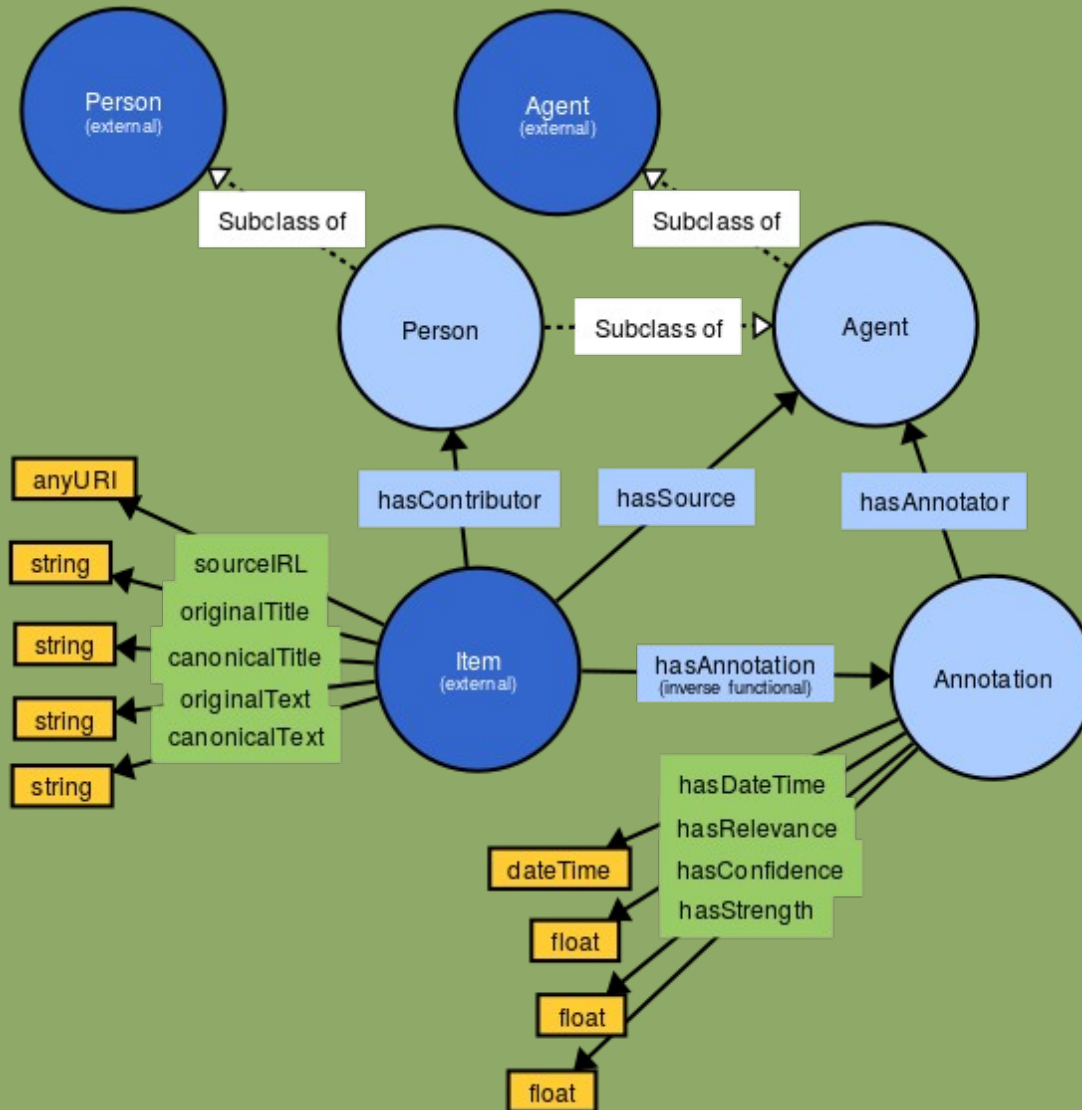 Person
(external)
Agent
(external)
Subclass of
Subclass of
Person
Subclass of
Agent
anyURI
hasContributor
hasSource
hasAnnotator
string
sourceIRL
originalTitle
string
canonicalTitle
Item
(external)
hasAnnotation
(inverse functional)
Annotation
originalText
string
canonicalText
string
hasDateTime
hasRelevance
dateTime
hasConfidence
hasStrength
float
float
float